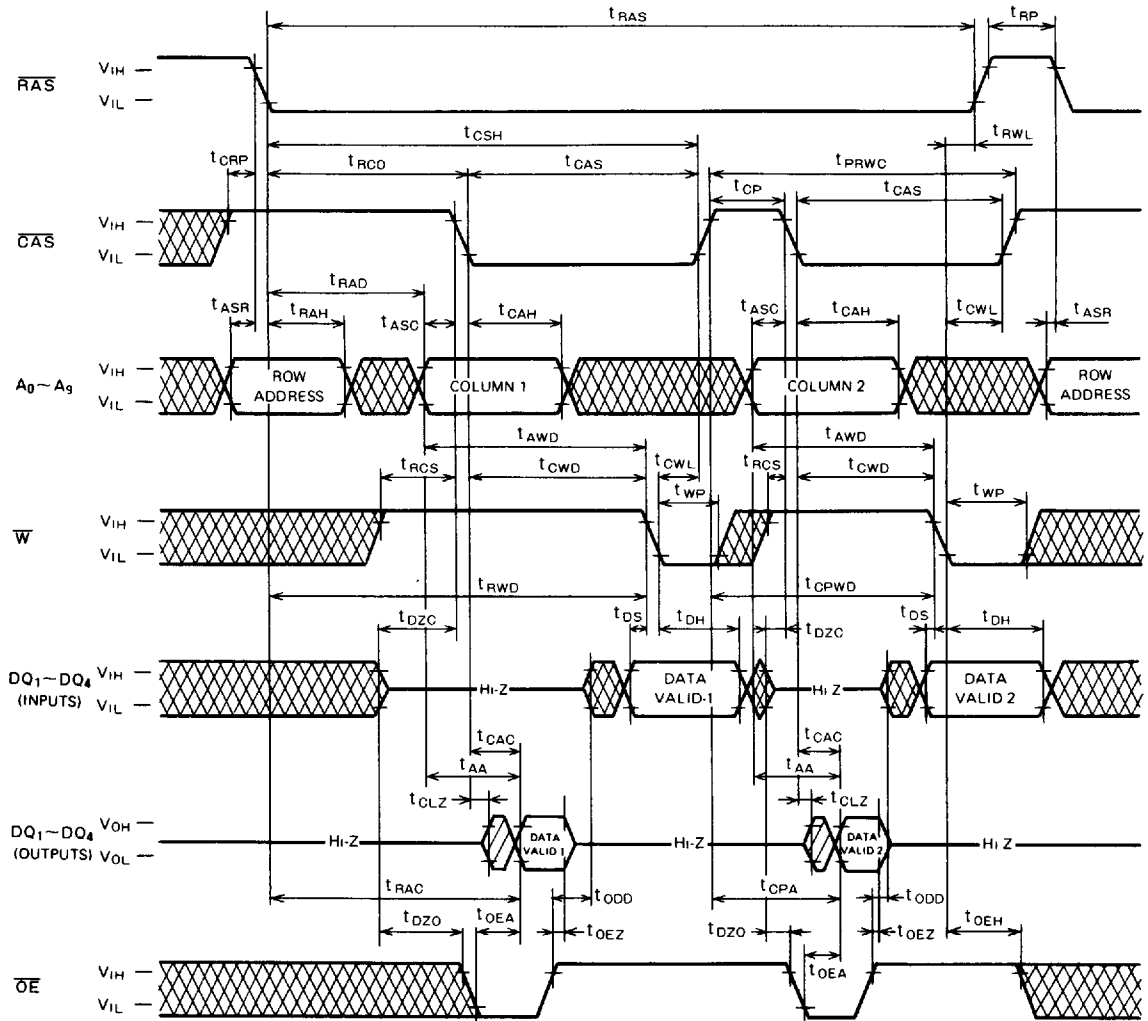 tRAS tRP
RAS VIH VIL
tCSH tRWL
tCRP tRCO tCAS tPRWC
tCP tCAS
CAS VIH VIL
tRAD
tASR tRAH tASC tCAH tASC tCAH tCWL tASR
A0~A9 VIH VIL ROW ADDRESS COLUMN 1 COLUMN 2 ROW ADDRESS
tAWD tAWD
tRCS tCWD tCWL tRCS tCWD
tWP tWP
W VIH VIL
tRWD tCPWD
tDZC tDS tDH tDZC tDS tDH
DQ1~DQ4 (INPUTS) VIH VIL HI-Z DATA VALID-1 HI-Z DATA VALID 2
tCAC tCAC
tAA tAA
tCLZ tCLZ
DQ1~DQ4 (OUTPUTS) VOH VOL HI-Z DATA VALID 1 HI-Z DATA VALID 2 HI-Z
tRAC tODD tCPA tODD
tDZO tOEA tOEZ tDZO tOEZ tOEH
tOEA
OE VIH VIL